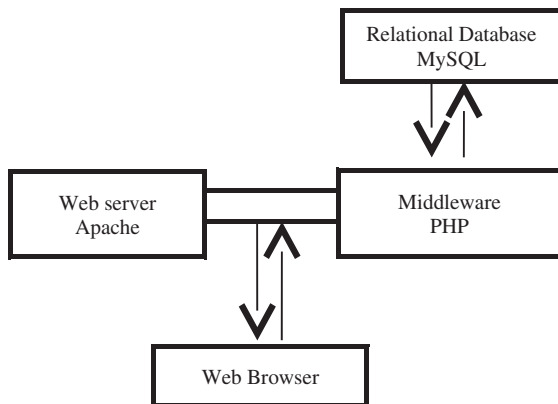 Relational Database
MySQL
Web server
Apache
Middleware
PHP
Web Browser